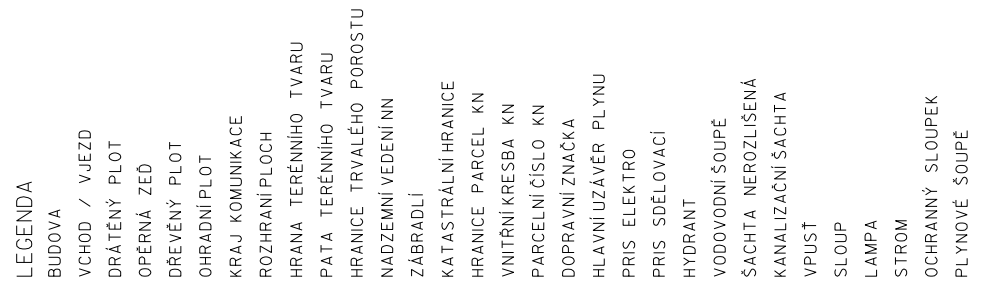 LEGENDA
BUDOVA
VCHOD / VJEZD
DRÁTĚNÝ PLOT
OPĚRNÁ ZEĎ
DŘEVĚNÝ PLOT
OHRADNÍ PLOT
KRAJ KOMUNIKACE
ROZHRANÍ PLOCH
HRANA TERÉNNÍHO TVARU
PATA TERÉNNÍHO TVARU
HRANICE TRVALÉHO POROSTU
NADZEMNÍ VEDENÍ NN
ZÁBRADLÍ
KATASTRÁLNÍ HRANICE
HRANICE PARCEL KN
VNITŘNÍ KRESBA KN
PARCELNÍ ČÍSLO KN
DOPRAVNÍ ZNAČKA
HLAVNÍ UZÁVĚR PLYNU
PRIS ELEKTRO
PRIS SDĚLOVACÍ
HYDRANT
VODOVODNÍ ŠOUPĚ
ŠACHTA NEROZLIŠENÁ
KANALIZAČNÍ ŠACHTA
VPUSŤ
SLOUP
LAMPA
STROM
OCHRANNÝ SLOUPEK
PLYNOVÉ ŠOUPĚ